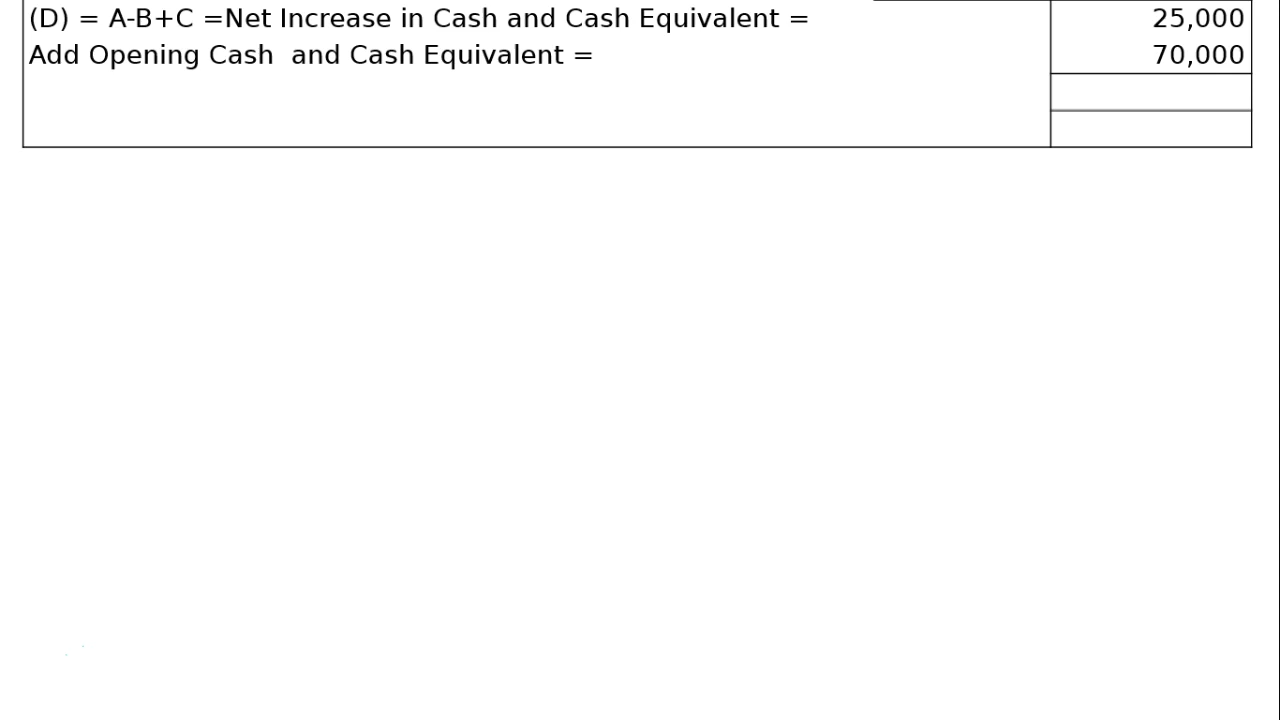 (D) = A-B+C =Net Increase in Cash and Cash Equivalent = 25,000
Add Opening Cash  and Cash Equivalent = 70,000